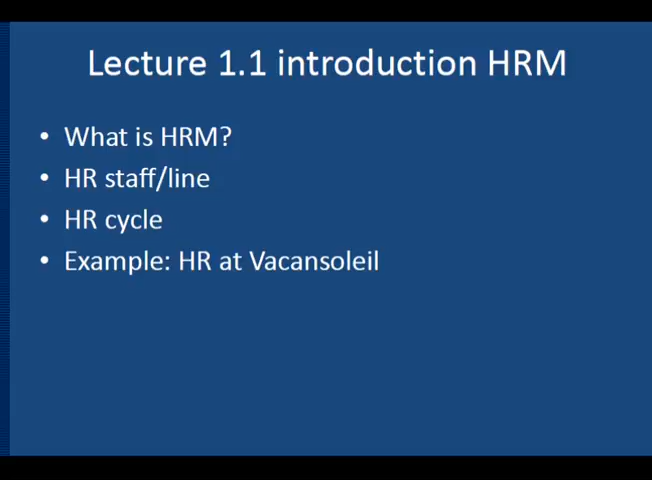 Lecture 1.1 introduction HRM
• What is HRM?
• HR staff/line
• HR cycle
• Example: HR at Vacansoleil